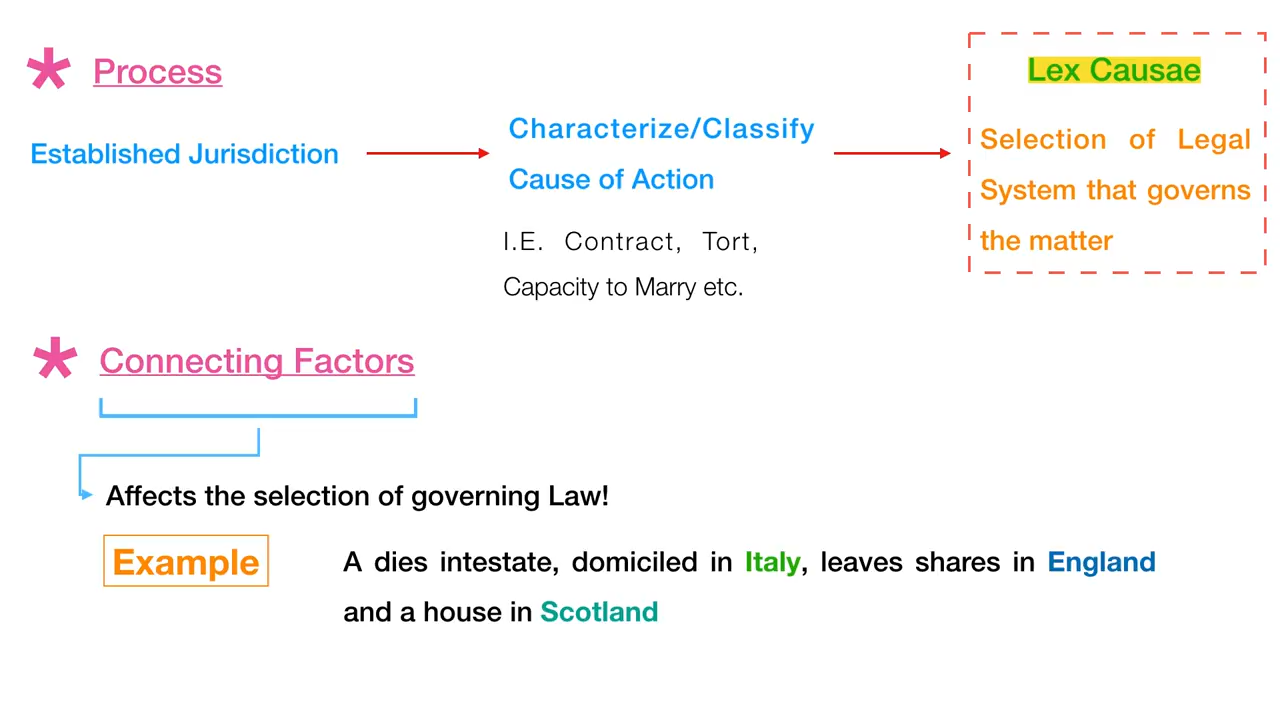 * Process
Established Jurisdiction
Characterize/Classify
Cause of Action
I.E. Contract, Tort,
Capacity to Marry etc.
Lex Causae
Selection of Legal
System that governs
the matter
* Connecting Factors
Affects the selection of governing Law!
Example
A dies intestate, domiciled in Italy, leaves shares in England
and a house in Scotland